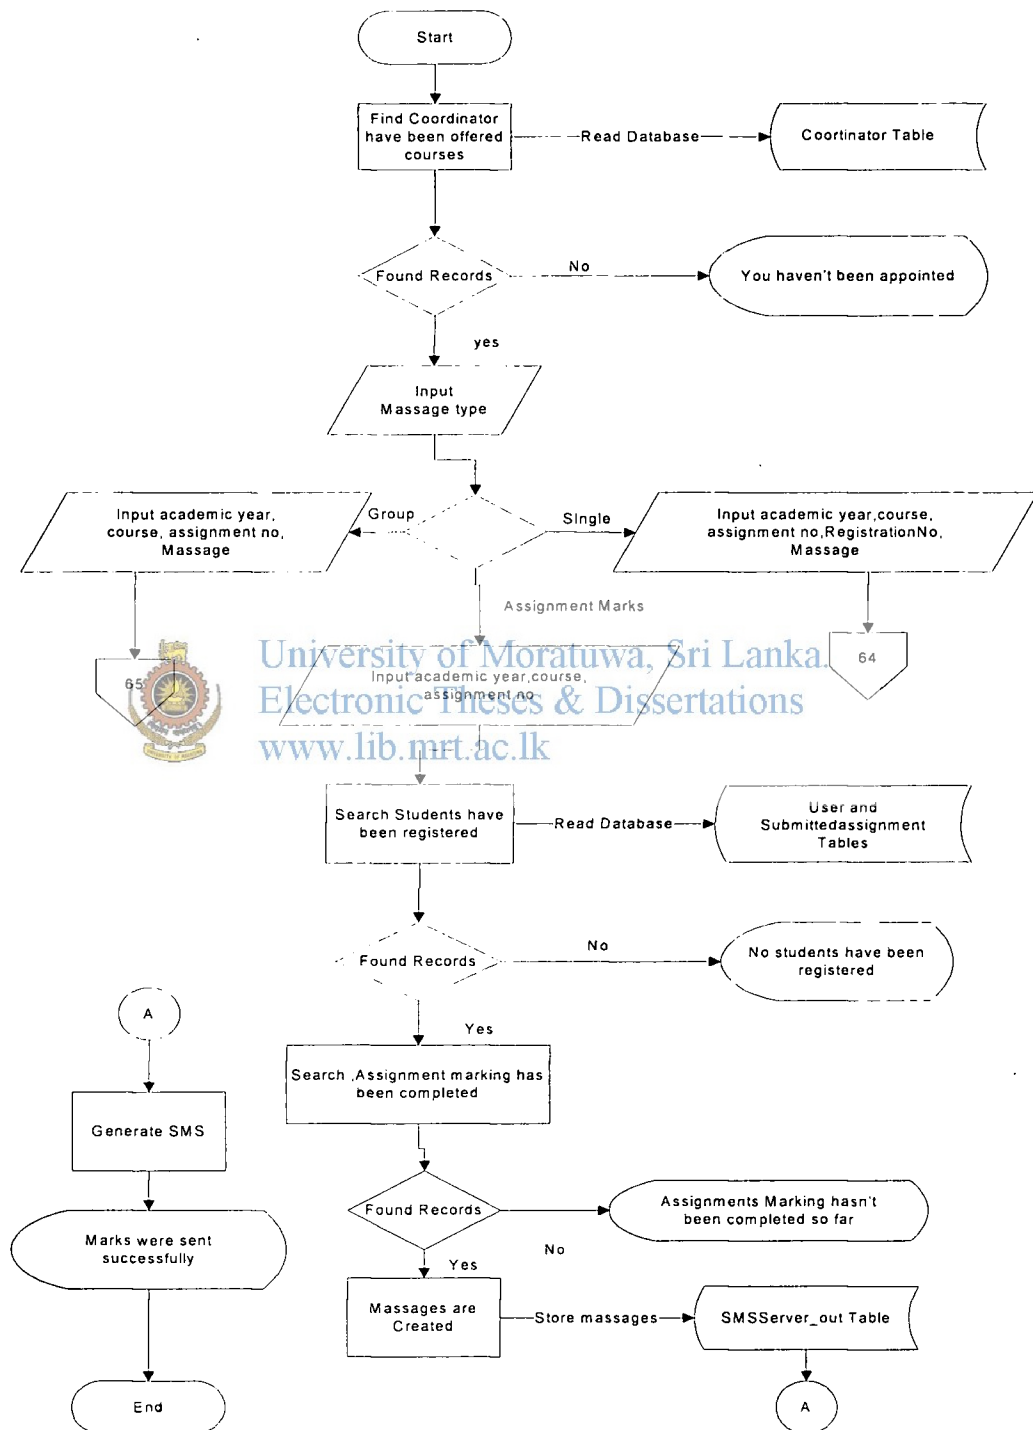 Start
Find Coordinator
have been offered
courses
Read Database
Coortinator Table
Found Records
No
You haven't been appointed
yes
Input
Massage type
Input academic year,
course, assignment no,
Massage
Group
Single
Input academic year,course,
assignment no,RegistrationNo,
Massage
Assignment Marks
65
64
University of Moratuwa, Sri Lanka.
Electronic Theses & Dissertations
www.lib.mrt.ac.lk
Input academic year,course,
assignment no
Search Students have
been registered
Read Database
User and
Submittedassignment
Tables
Found Records
No
No students have been
registered
Yes
A
Search ,Assignment marking has
been completed
Generate SMS
Found Records
Assignments Marking hasn't
been completed so far
No
Marks were sent
successfully
Yes
Massages are
Created
Store massages
SMSServer_out Table
End
A